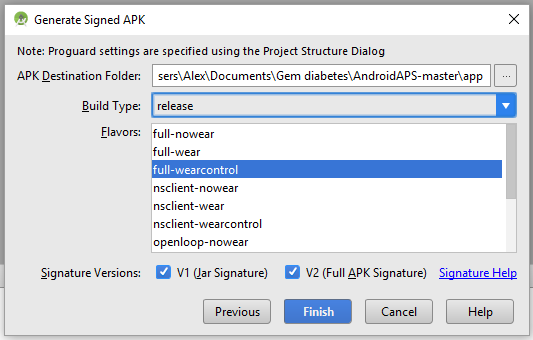 Generate Signed APK
Note: Proguard settings are specified using the Project Structure Dialog
APK Destination Folder: sers\Alex\Documents\Gem diabetes\AndroidAPS-master\app ...
Build Type: release
Flavors:
full-nowear
full-wear
full-wearcontrol
nsclient-nowear
nsclient-wear
nsclient-wearcontrol
openloop-nowear
Signature Versions: V1 (Jar Signature) V2 (Full APK Signature) Signature Help
Previous Finish Cancel Help